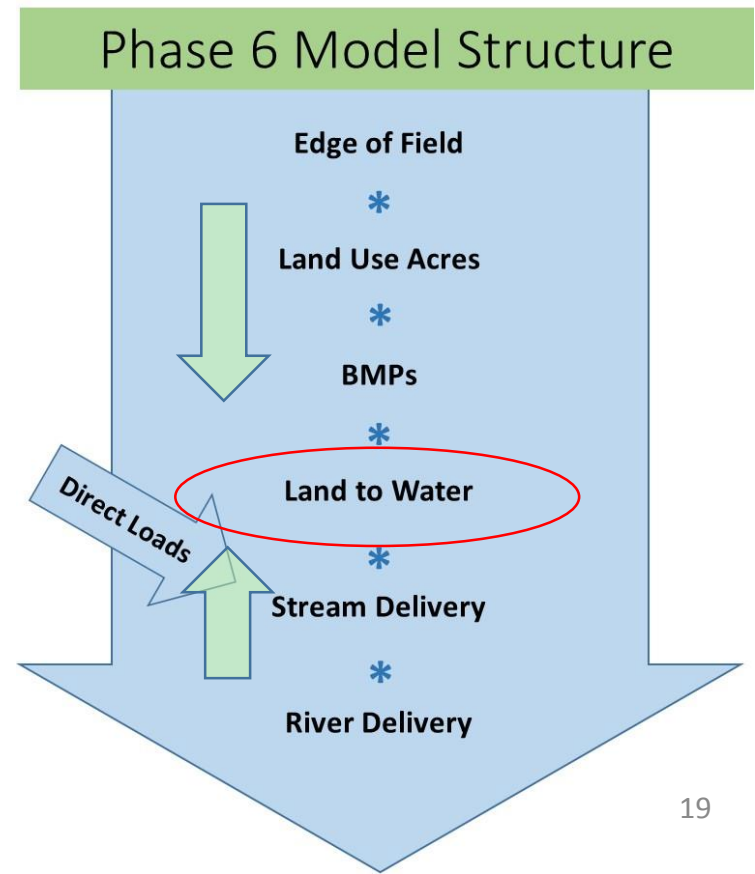 Phase 6 Model Structure
Edge of Field
*
Land Use Acres
*
BMPs
*
Land to Water
Direct Loads
*
Stream Delivery
*
River Delivery
19